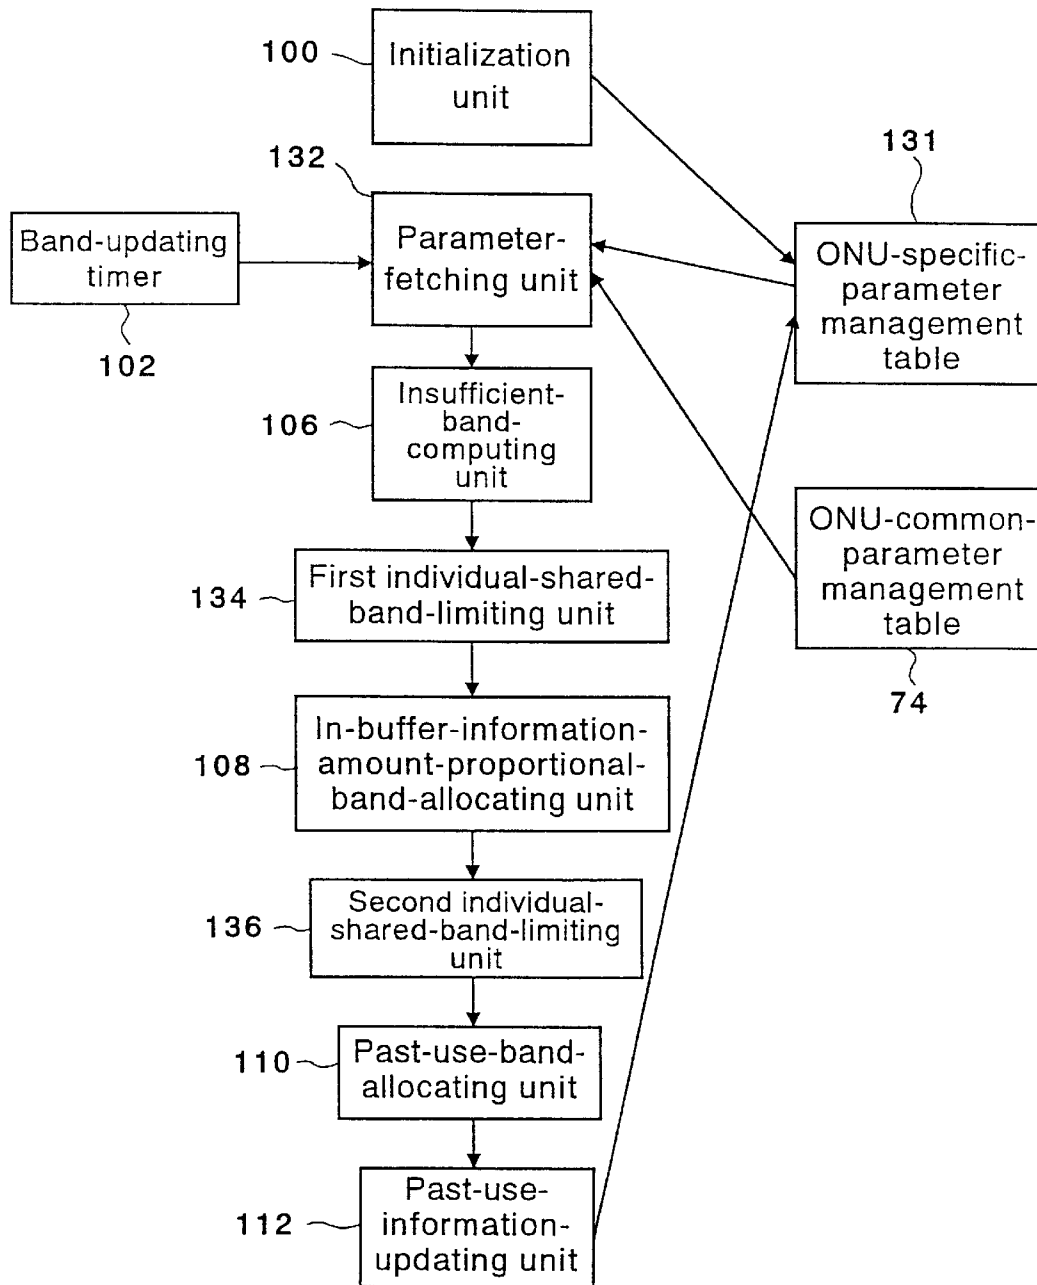 100
Initialization
unit
132
131
Band-updating
timer
102
Parameter-
fetching unit
ONU-specific-
parameter
management
table
106
Insufficient-
band-
computing
unit
ONU-common-
parameter
management
table
74
134
First individual-shared-
band-limiting unit
108
In-buffer-information-
amount-proportional-
band-allocating unit
136
Second individual-
shared-band-limiting
unit
110
Past-use-band-
allocating unit
112
Past-use-
information-
updating unit